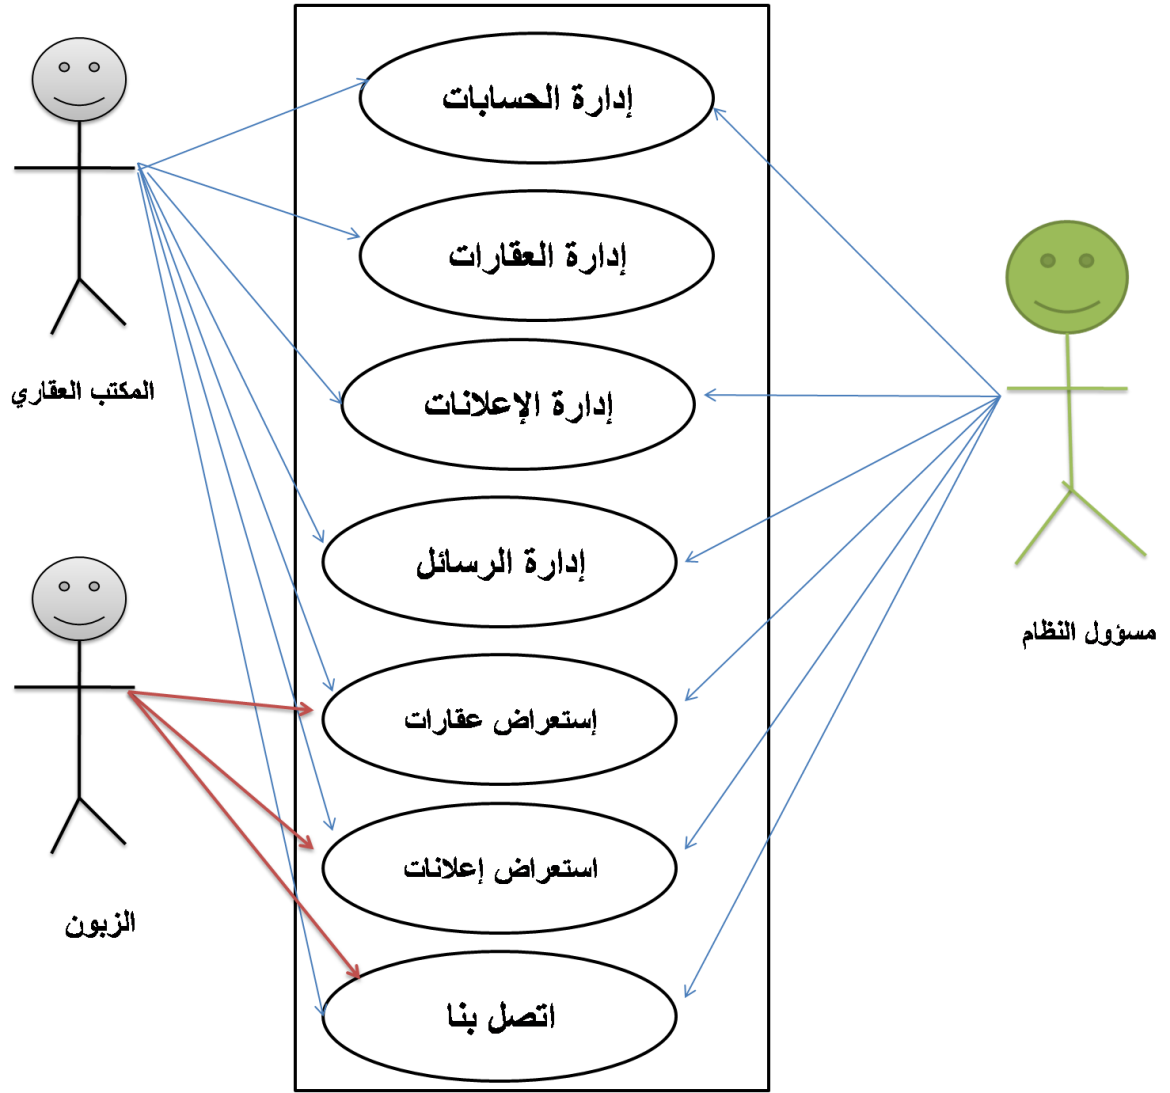 إدارة الحسابات
إدارة العقارات
المكتب العقاري
إدارة الإعلانات
إدارة الرسائل
مسؤول النظام
إستعراض عقارات
استعراض إعلانات
الزبون
اتصل بنا